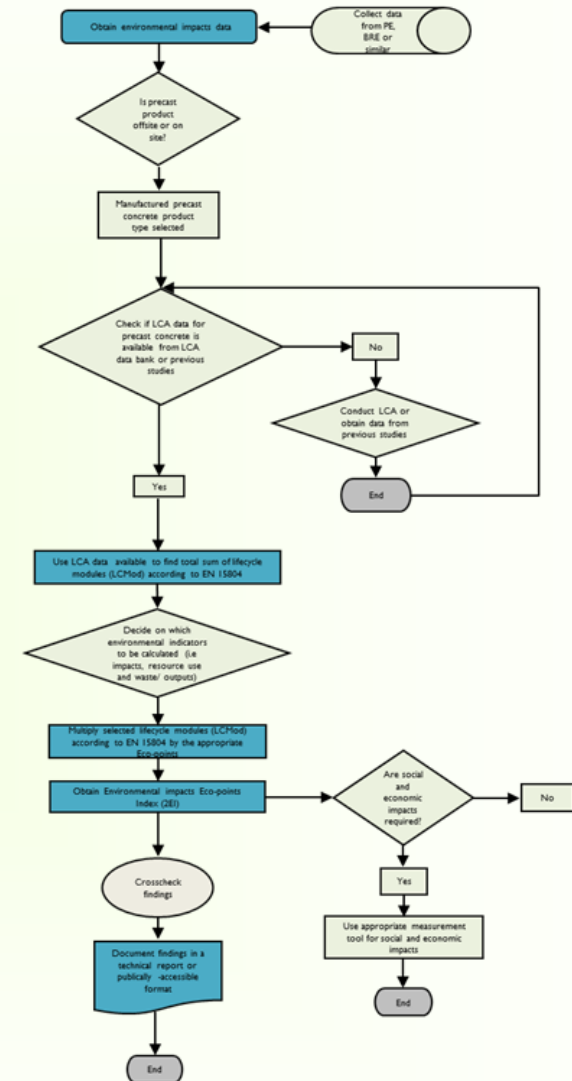 Obtain environmental impacts data
Collect data
from PE,
BRE or
similar
Is precast
product
offsite or on
site?
Manufactured precast
concrete product
type selected
Check if LCA data for
precast concrete is
available from LCA
data bank or previous
studies
No
Conduct LCA or
obtain data from
previous studies
End
Yes
Use LCA data available to find total sum of lifecycle
modules (LCMod) according to EN 15804
Decide on which
environmental indicators
to be calculated (i.e
impacts, resource use
and waste/ outputs)
Multiply selected lifecycle modules (LCMod)
according to EN 15804 by the appropriate
Eco-points
Obtain Environmental impacts Eco-points
Index (2EI)
Are social
and
economic
impacts
required?
No
Yes
Use appropriate measurement
tool for social and economic
impacts
End
Crosscheck
findings
Document findings in a
technical report or
publically -accessible
format
End